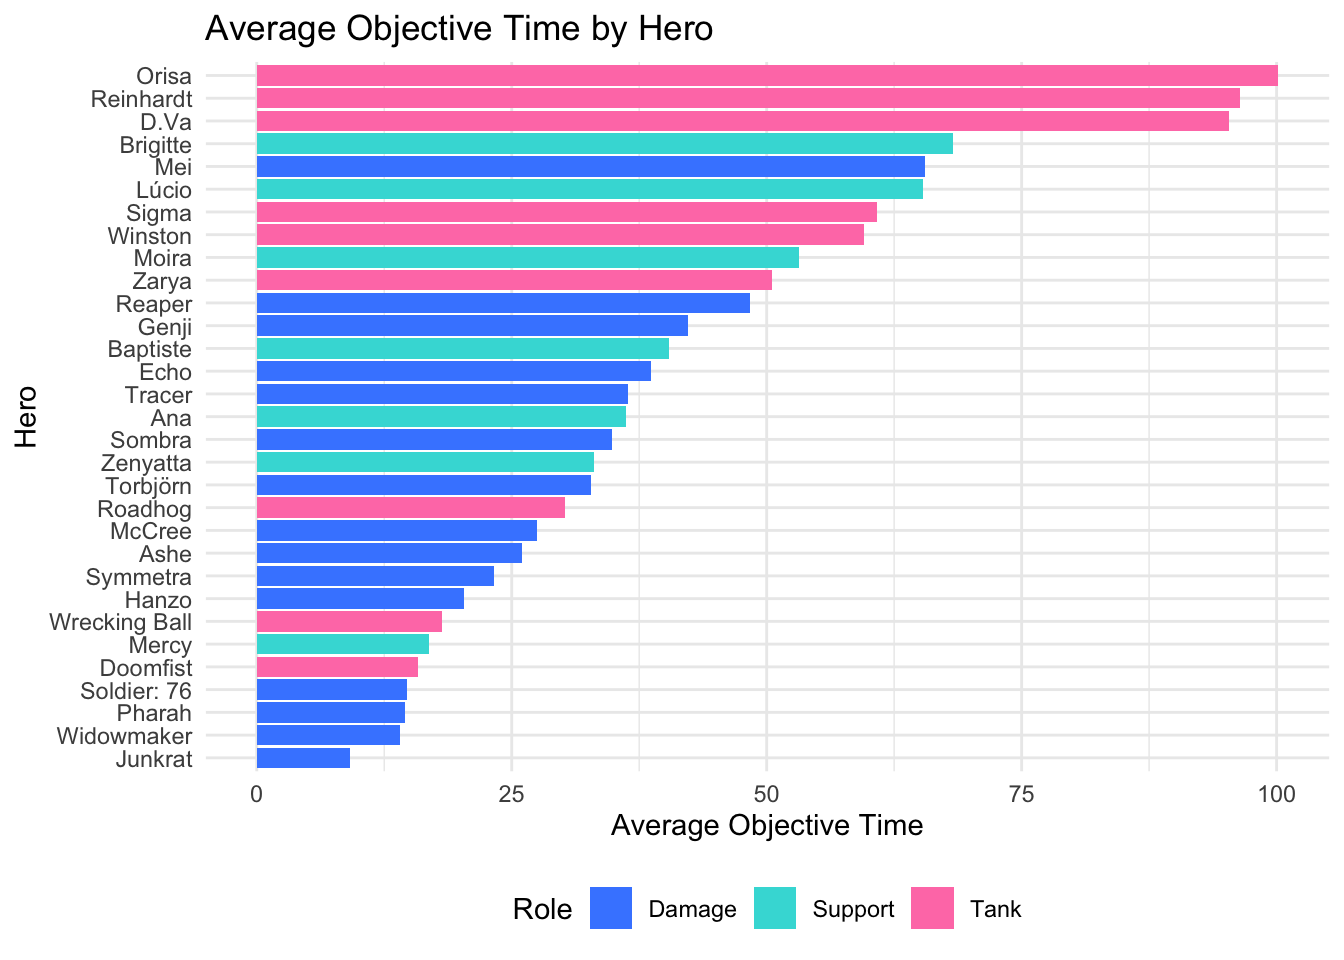 Average Objective Time by Hero
Orisa
Reinhardt
D.Va
Brigitte
Mei
Lúcio
Sigma
Winston
Moira
Zarya
Reaper
Genji
Baptiste
Echo
Tracer
Ana
Sombra
Zenyatta
Torbjörn
Roadhog
McCree
Ashe
Symmetra
Hanzo
Wrecking Ball
Mercy
Doomfist
Soldier: 76
Pharah
Widowmaker
Junkrat
Hero
0 25 50 75 100
Average Objective Time
Role Damage Support Tank